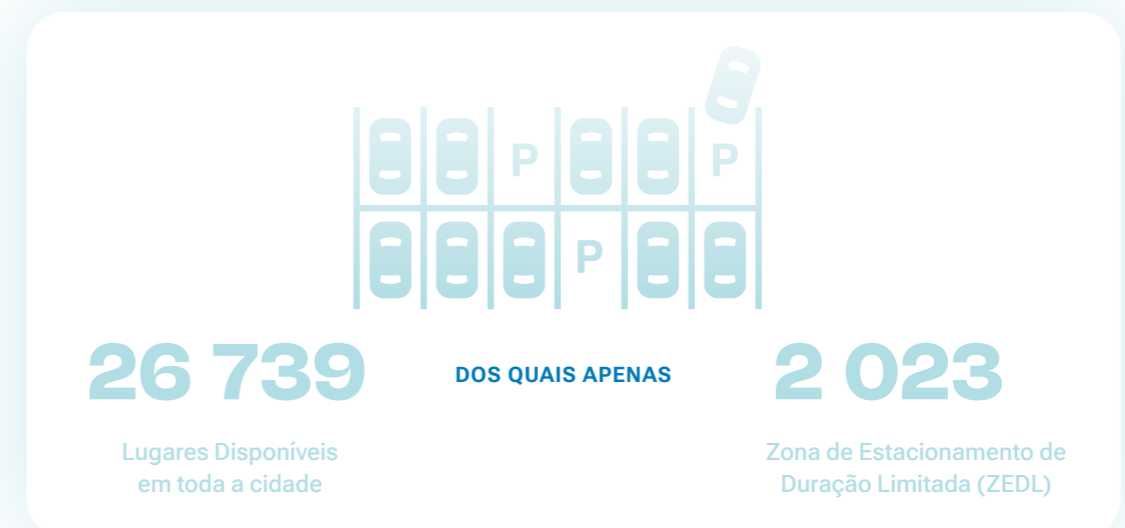 P
P
P
26 739
DOS QUAIS APENAS
2 023
Lugares Disponíveis
em toda a cidade
Zona de Estacionamento de
Duração Limitada (ZEDL)